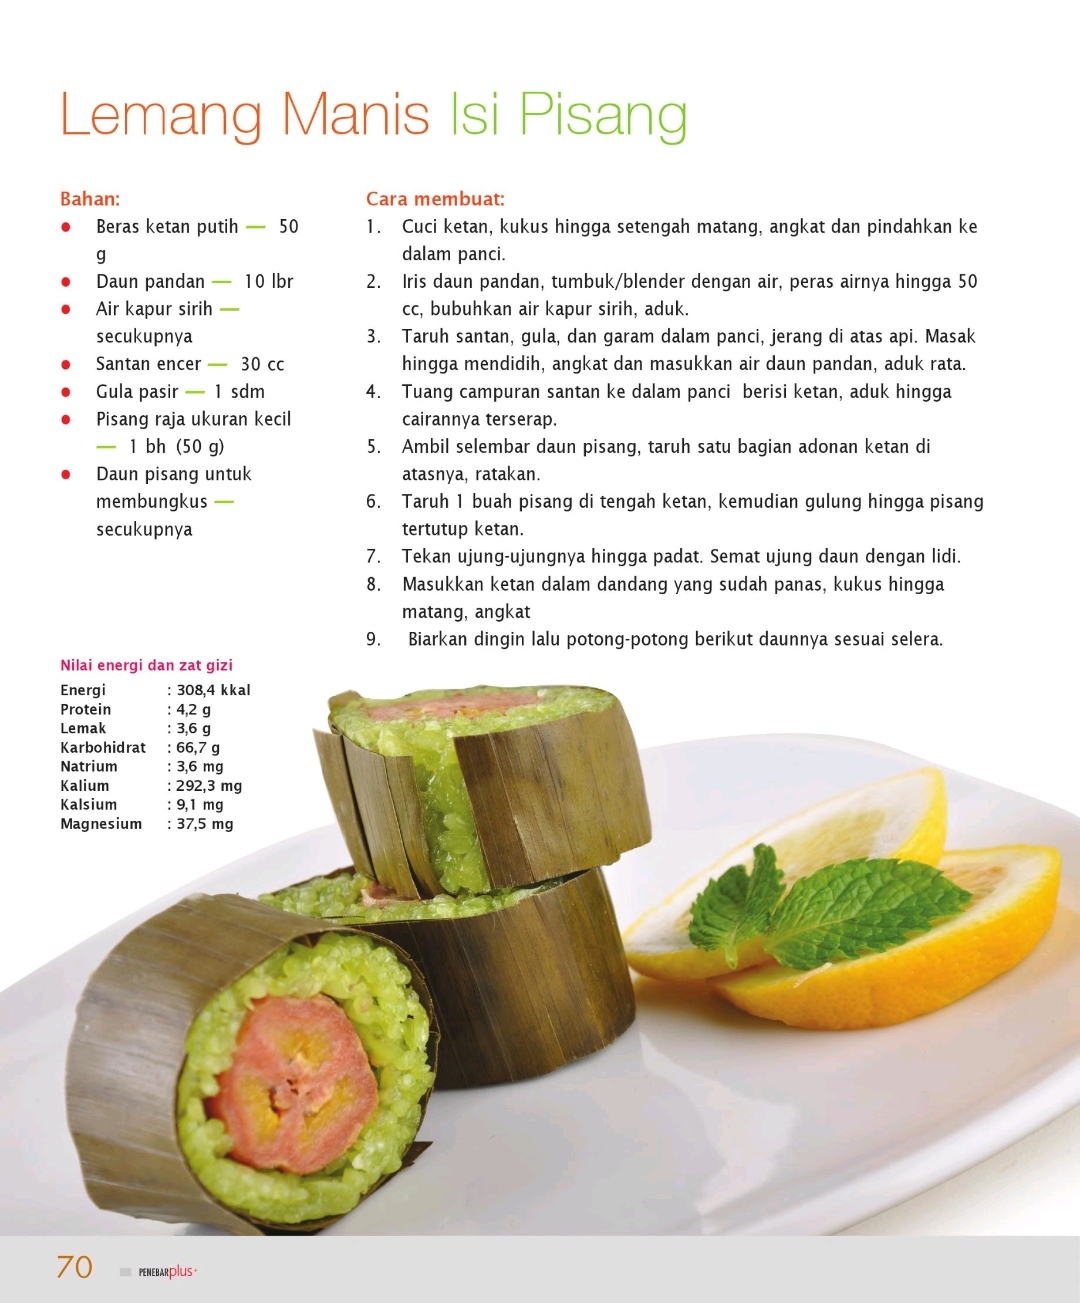 Lemang Manis Isi Pisang
Bahan:
● Beras ketan putih — 50
g
● Daun pandan — 10 lbr
● Air kapur sirih —
secukupnya
● Santan encer — 30 cc
● Gula pasir — 1 sdm
● Pisang raja ukuran kecil
— 1 bh (50 g)
● Daun pisang untuk
membungkus —
secukupnya
Cara membuat:
1. Cuci ketan, kukus hingga setengah matang, angkat dan pindahkan ke
dalam panci.
2. Iris daun pandan, tumbuk/blender dengan air, peras airnya hingga 50
cc, bubuhkan air kapur sirih, aduk.
3. Taruh santan, gula, dan garam dalam panci, jerang di atas api. Masak
hingga mendidih, angkat dan masukkan air daun pandan, aduk rata.
4. Tuang campuran santan ke dalam panci berisi ketan, aduk hingga
cairannya terserap.
5. Ambil selembar daun pisang, taruh satu bagian adonan ketan di
atasnya, ratakan.
6. Taruh 1 buah pisang di tengah ketan, kemudian gulung hingga pisang
tertutup ketan.
7. Tekan ujung-ujungnya hingga padat. Semat ujung daun dengan lidi.
8. Masukkan ketan dalam dandang yang sudah panas, kukus hingga
matang, angkat
9. Biarkan dingin lalu potong-potong berikut daunnya sesuai selera.
Nilai energi dan zat gizi
Energi : 308,4 kkal
Protein : 4,2 g
Lemak : 3,6 g
Karbohidrat : 66,7 g
Natrium : 3,6 mg
Kalium : 292,3 mg
Kalsium : 9,1 mg
Magnesium : 37,5 mg
70 PENEBARplus+